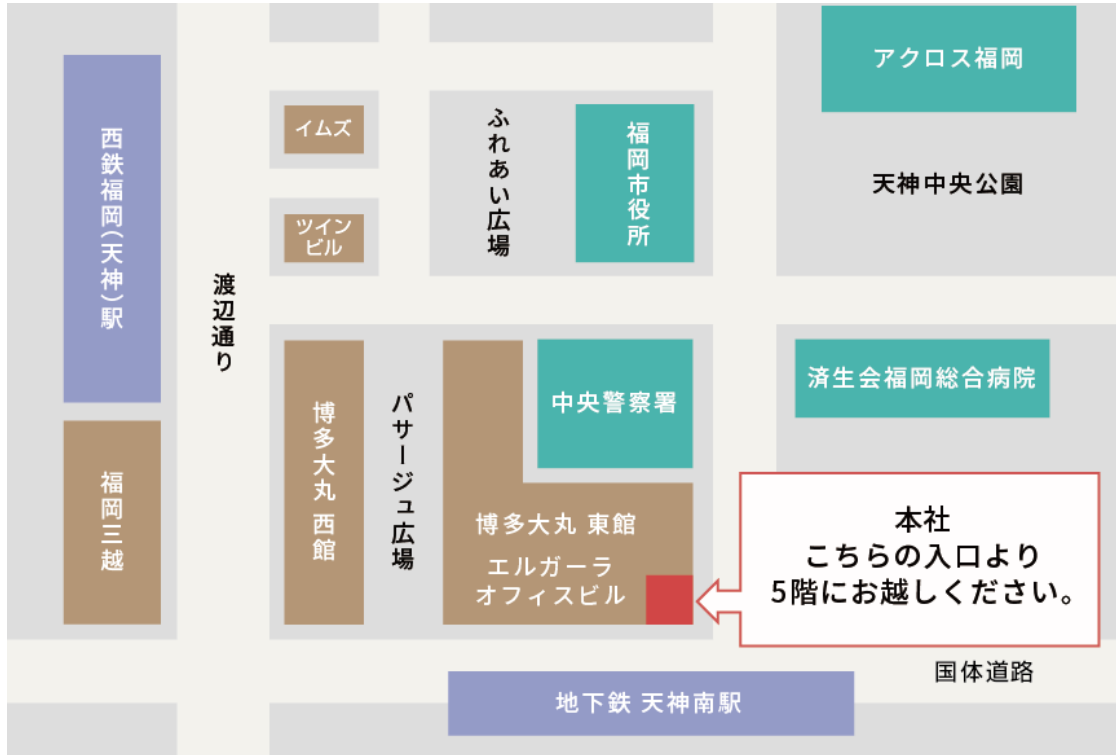 アクロス福岡
イムズ
ふれあい広場
福岡市役所
西鉄福岡(天神)駅
天神中央公園
ツイン
ビル
渡辺通り
中央警察署
済生会福岡総合病院
パサージュ広場
博多大丸 西館
福岡三越
博多大丸 東館
エルガーラ
オフィスビル
本社
こちらの入口より
5階にお越しください。
国体道路
地下鉄 天神南駅